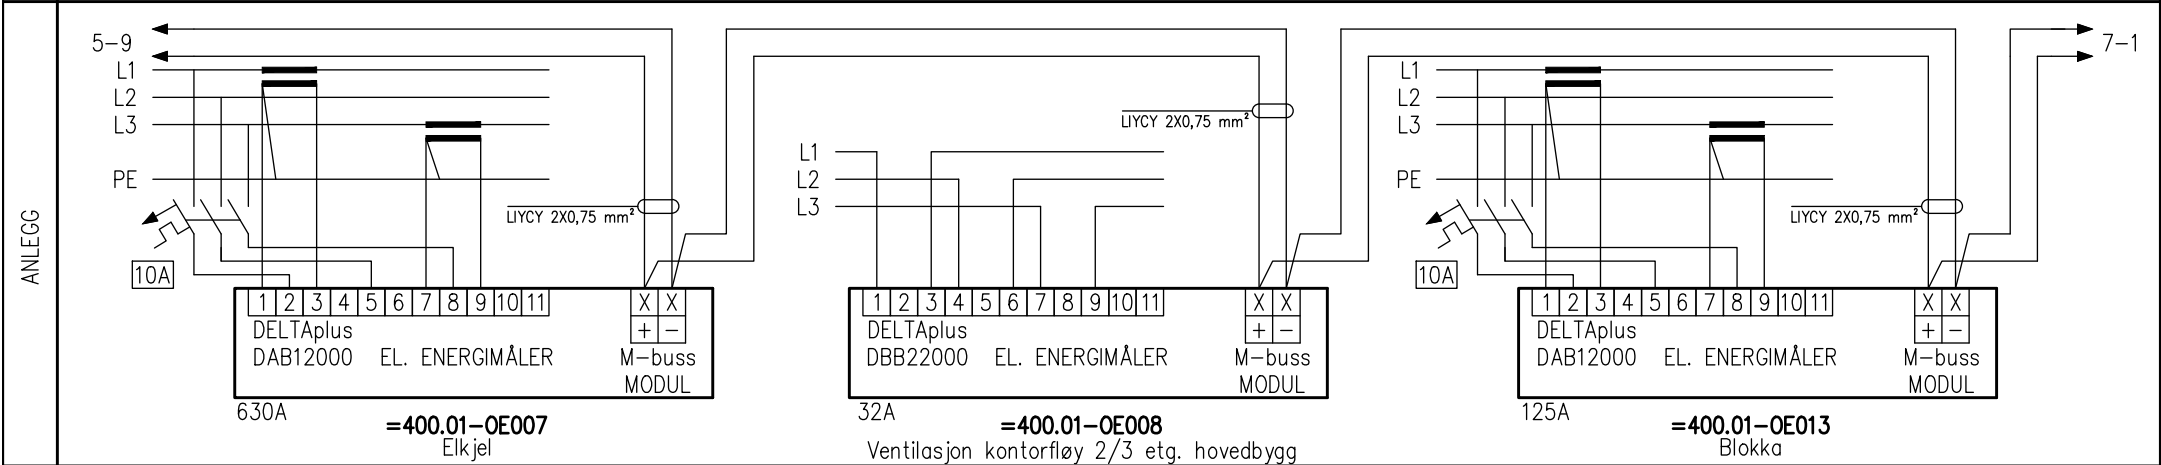 ANLEGG
5-9
L1
L2
L3
PE
10A
LIYCY 2X0,75 mm²
1 2 3 4 5 6 7 8 9 10 11 X X
+ -
DELTAplus
DAB12000 EL. ENERGIMÅLER M-buss
MODUL
630A
=400.01-OE007
Elkjel
L1
L2
L3
LIYCY 2X0,75 mm²
1 2 3 4 5 6 7 8 9 10 11 X X
+ -
DELTAplus
DBB22000 EL. ENERGIMÅLER M-buss
MODUL
32A
=400.01-OE008
Ventilasjon kontorfløy 2/3 etg. hovedbygg
7-1
L1
L2
L3
PE
10A
LIYCY 2X0,75 mm²
1 2 3 4 5 6 7 8 9 10 11 X X
+ -
DELTAplus
DAB12000 EL. ENERGIMÅLER M-buss
MODUL
125A
=400.01-OE013
Blokka